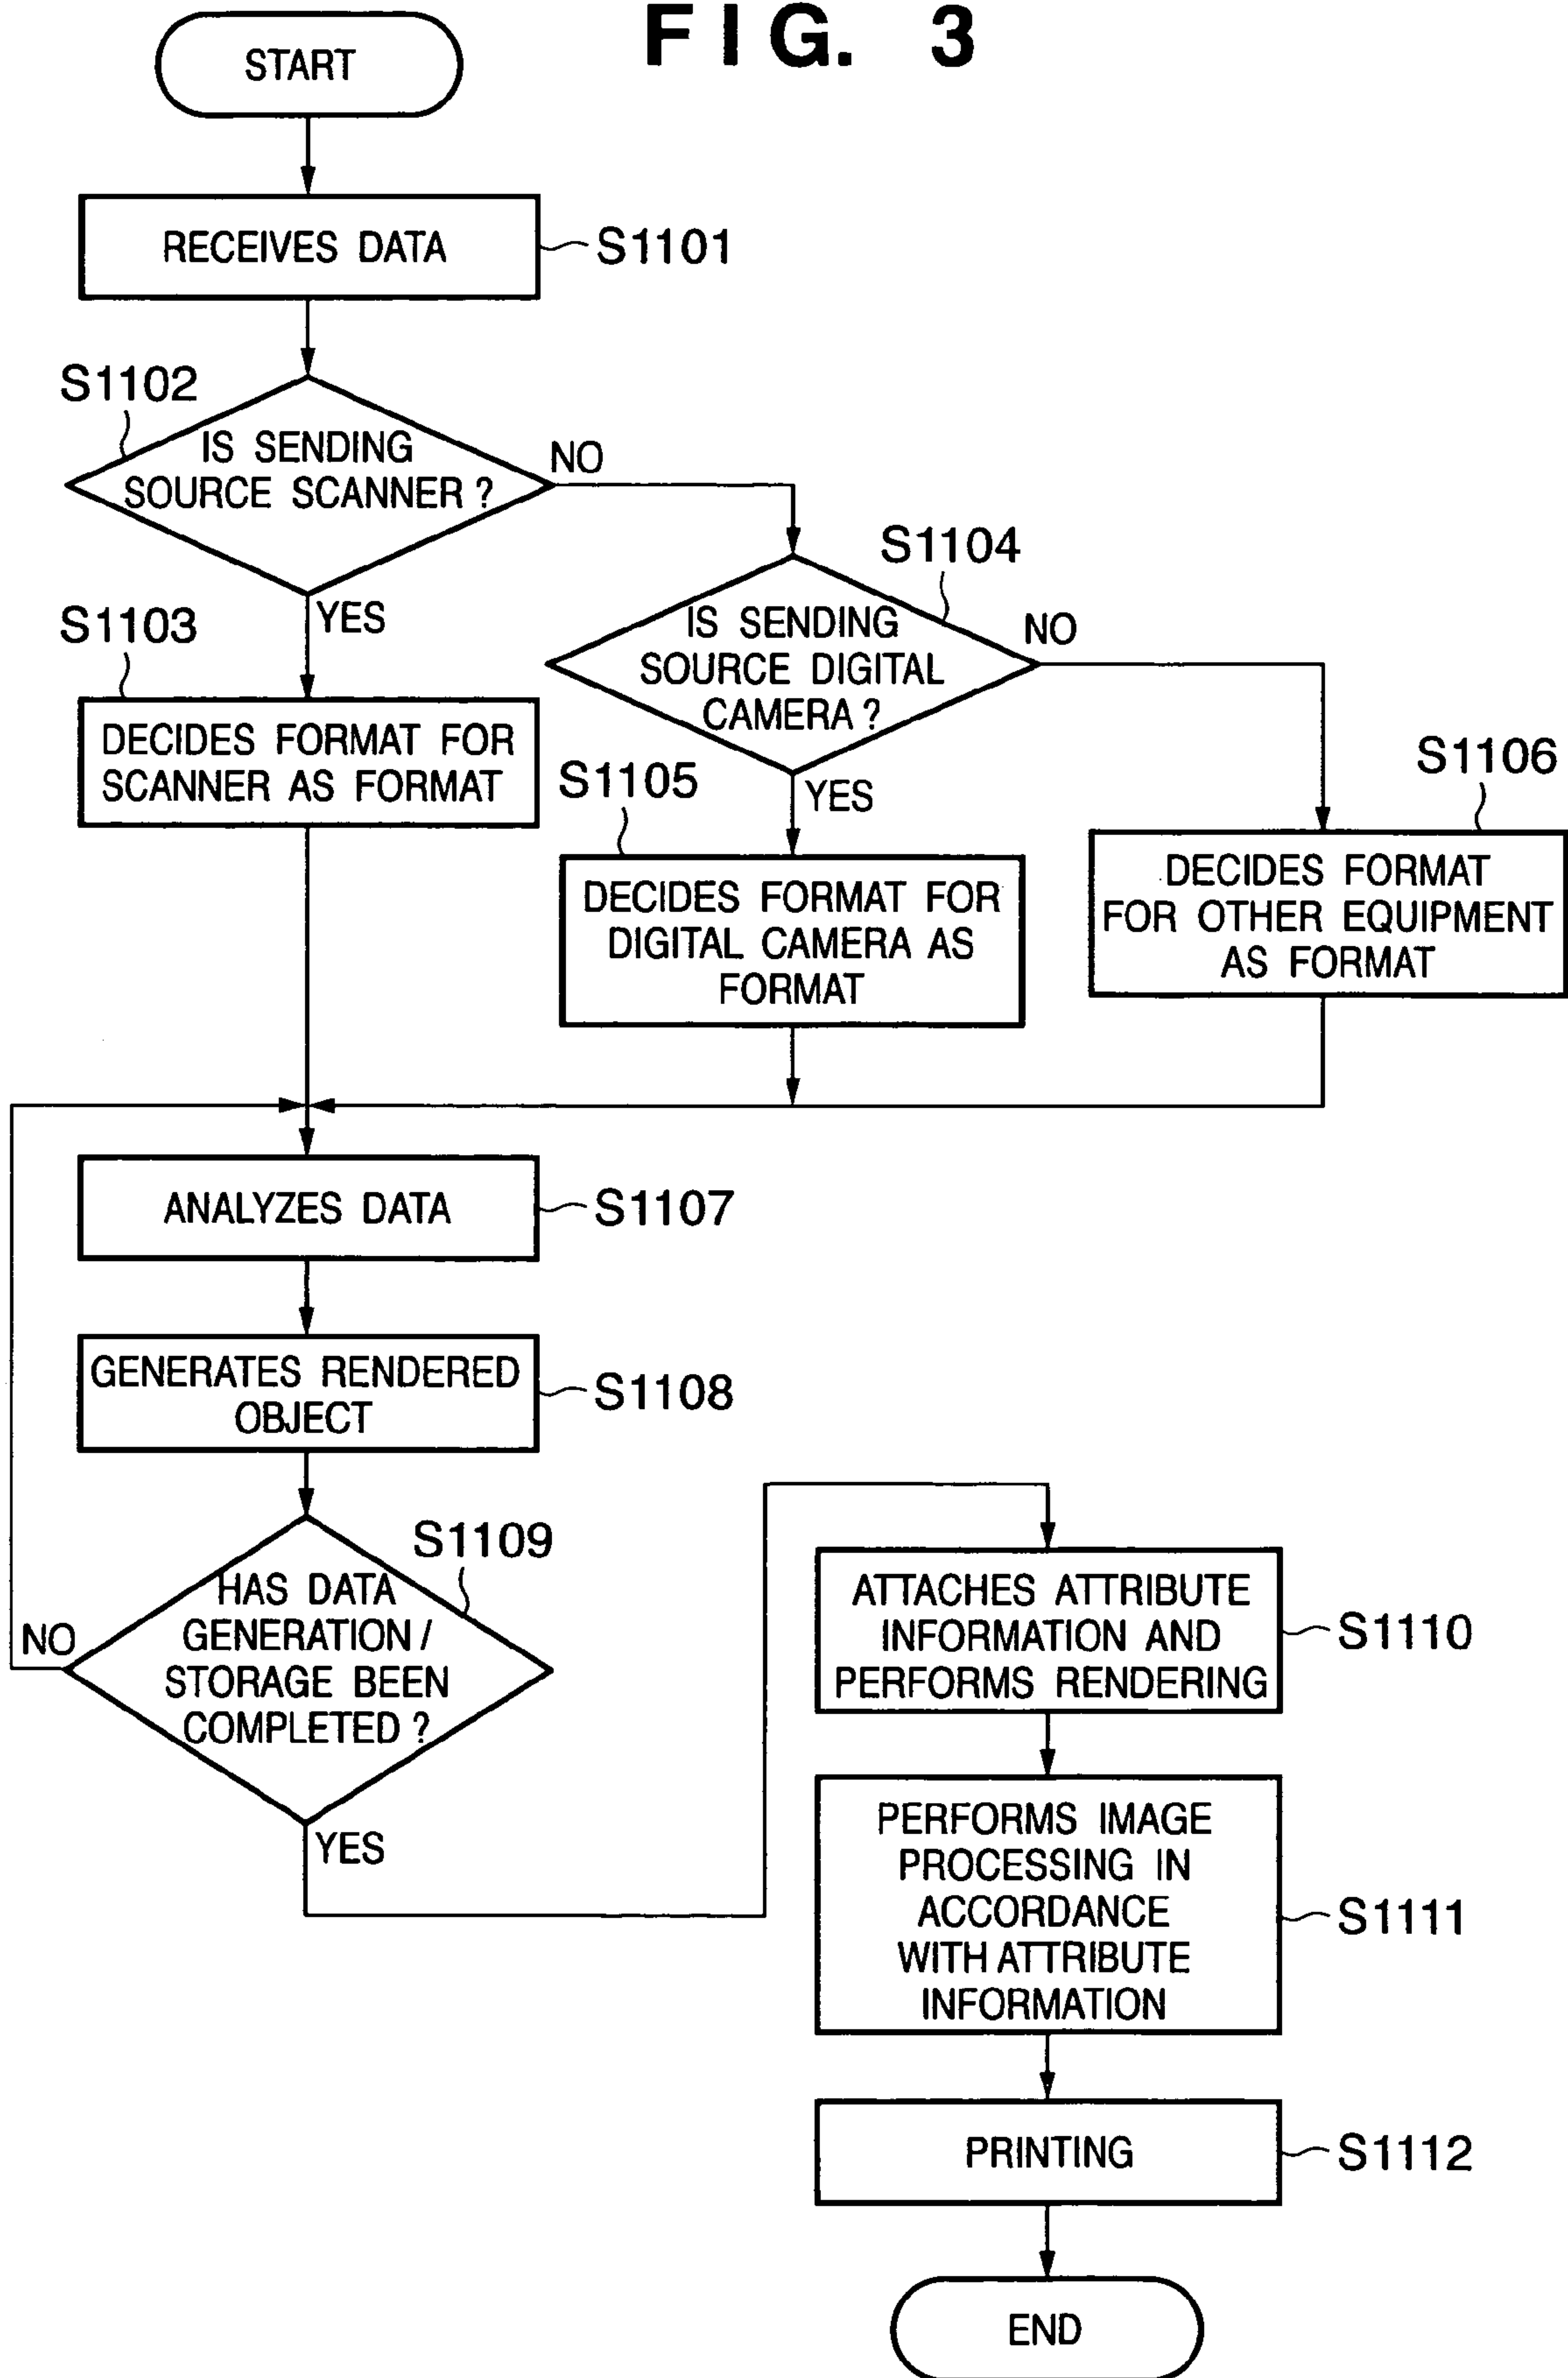 FIG. 3
START
RECEIVES DATA
S1101
S1102
IS SENDING
SOURCE SCANNER?
NO
YES
S1103
DECIDES FORMAT FOR
SCANNER AS FORMAT
S1104
IS SENDING
SOURCE DIGITAL
CAMERA?
NO
YES
S1105
DECIDES FORMAT FOR
DIGITAL CAMERA AS
FORMAT
S1106
DECIDES FORMAT
FOR OTHER EQUIPMENT
AS FORMAT
ANALYZES DATA
S1107
GENERATES RENDERED
OBJECT
S1108
S1109
HAS DATA
GENERATION/
STORAGE BEEN
COMPLETED?
NO
YES
ATTACHES ATTRIBUTE
INFORMATION AND
PERFORMS RENDERING
S1110
PERFORMS IMAGE
PROCESSING IN
ACCORDANCE
WITH ATTRIBUTE
INFORMATION
S1111
PRINTING
S1112
END